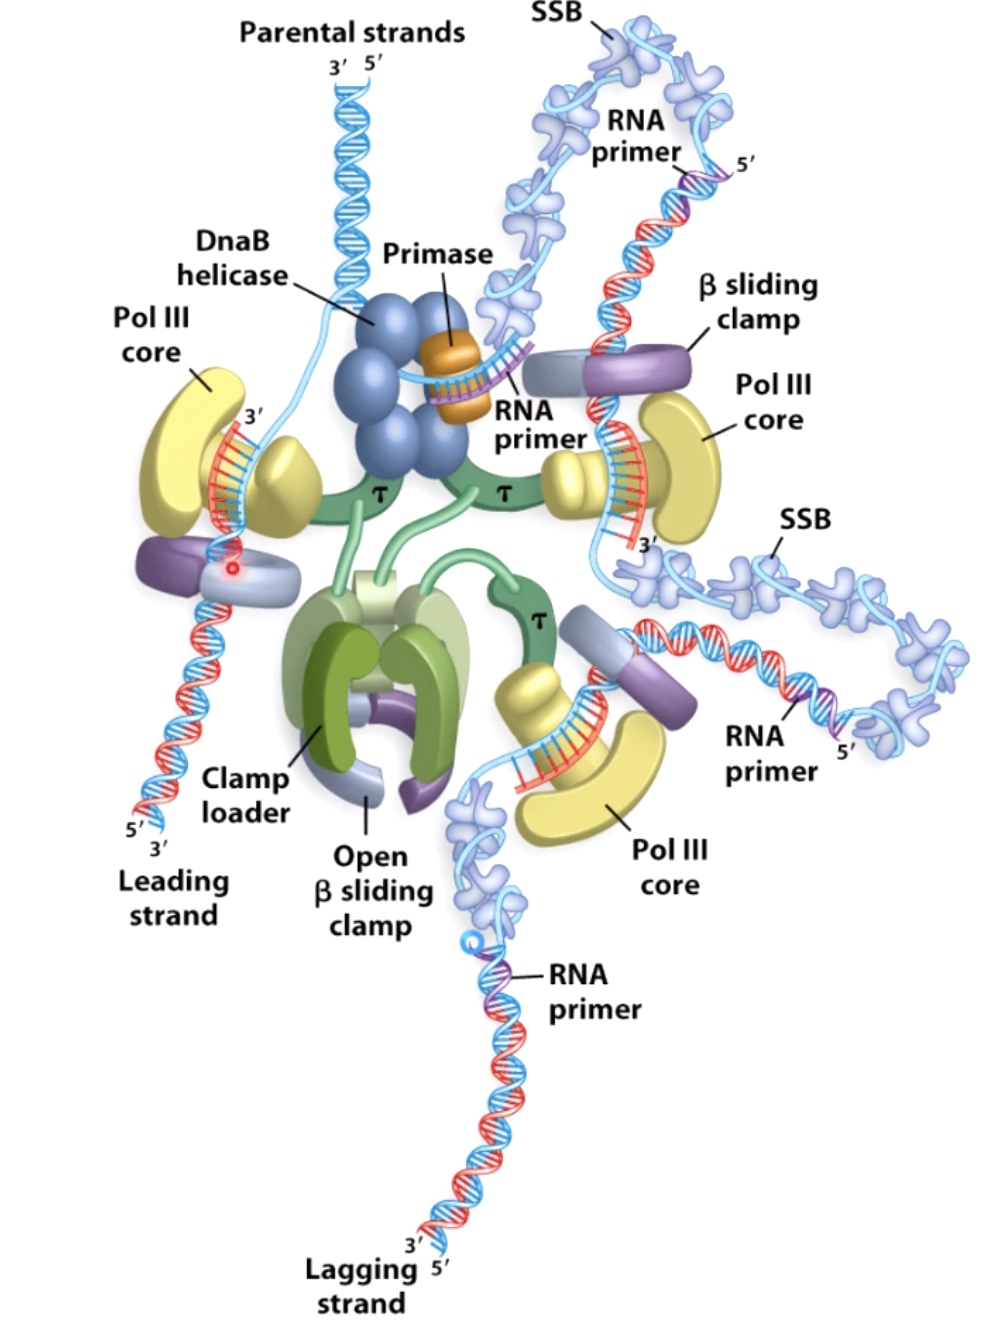 SSB
Parental strands
3′ 5′
RNA
primer
5′
DnaB
helicase
Primase
β sliding
clamp
Pol III
core
Pol III
core
3′
RNA
primer
τ
τ
SSB
3′
τ
RNA
primer
5′
Clamp
loader
5′
3′
Leading
strand
Open
β sliding
clamp
Pol III
core
RNA
primer
3′
5′
Lagging
strand